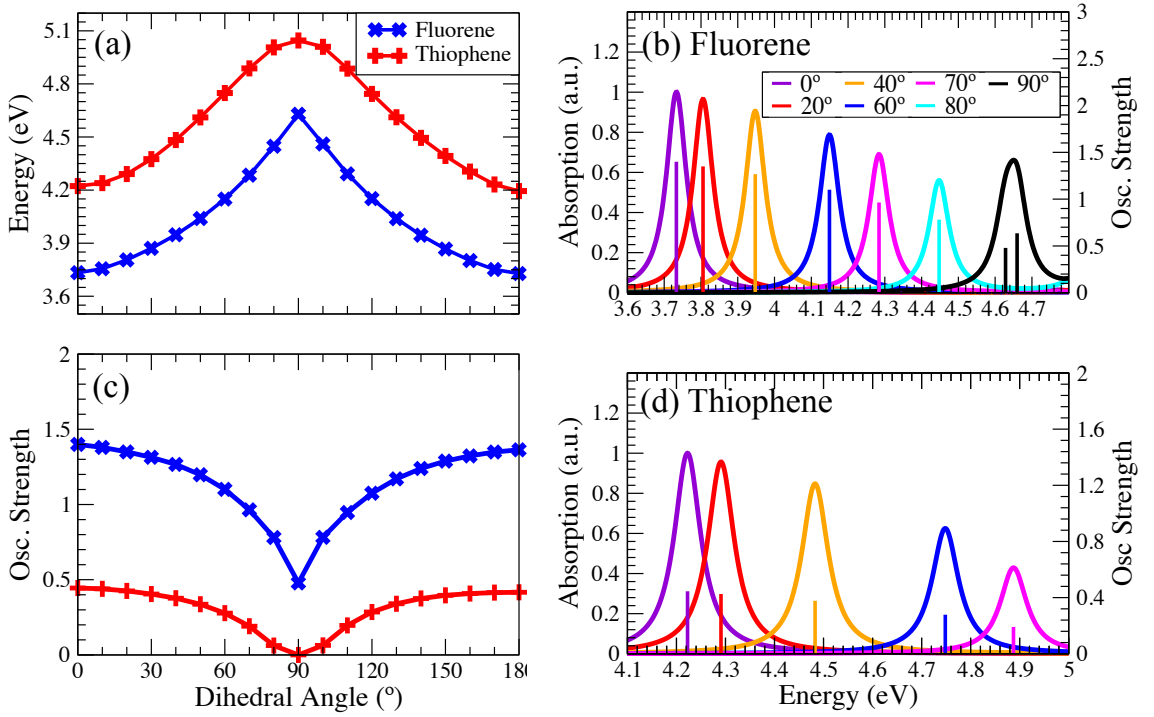 (a)
Fluorene
Thiophene
Energy (eV)
5.1
4.8
4.5
4.2
3.9
3.6
(b) Fluorene
0º 40º 70º 90º
20º 60º 80º
Absorption (a.u.)
1.2
1
0.8
0.6
0.4
0.2
0
3.6 3.7 3.8 3.9 4 4.1 4.2 4.3 4.4 4.5 4.6 4.7
3
2.5
2
1.5
1
0.5
0
Osc. Strength
(c)
Osc. Strength
2
1.5
1
0.5
0
0 30 60 90 120 150 180
Dihedral Angle (º)
(d) Thiophene
Absorption (a.u.)
1.2
1
0.8
0.6
0.4
0.2
0
4.1 4.2 4.3 4.4 4.5 4.6 4.7 4.8 4.9 5
Energy (eV)
2
1.6
1.2
0.8
0.4
0
Osc Strength